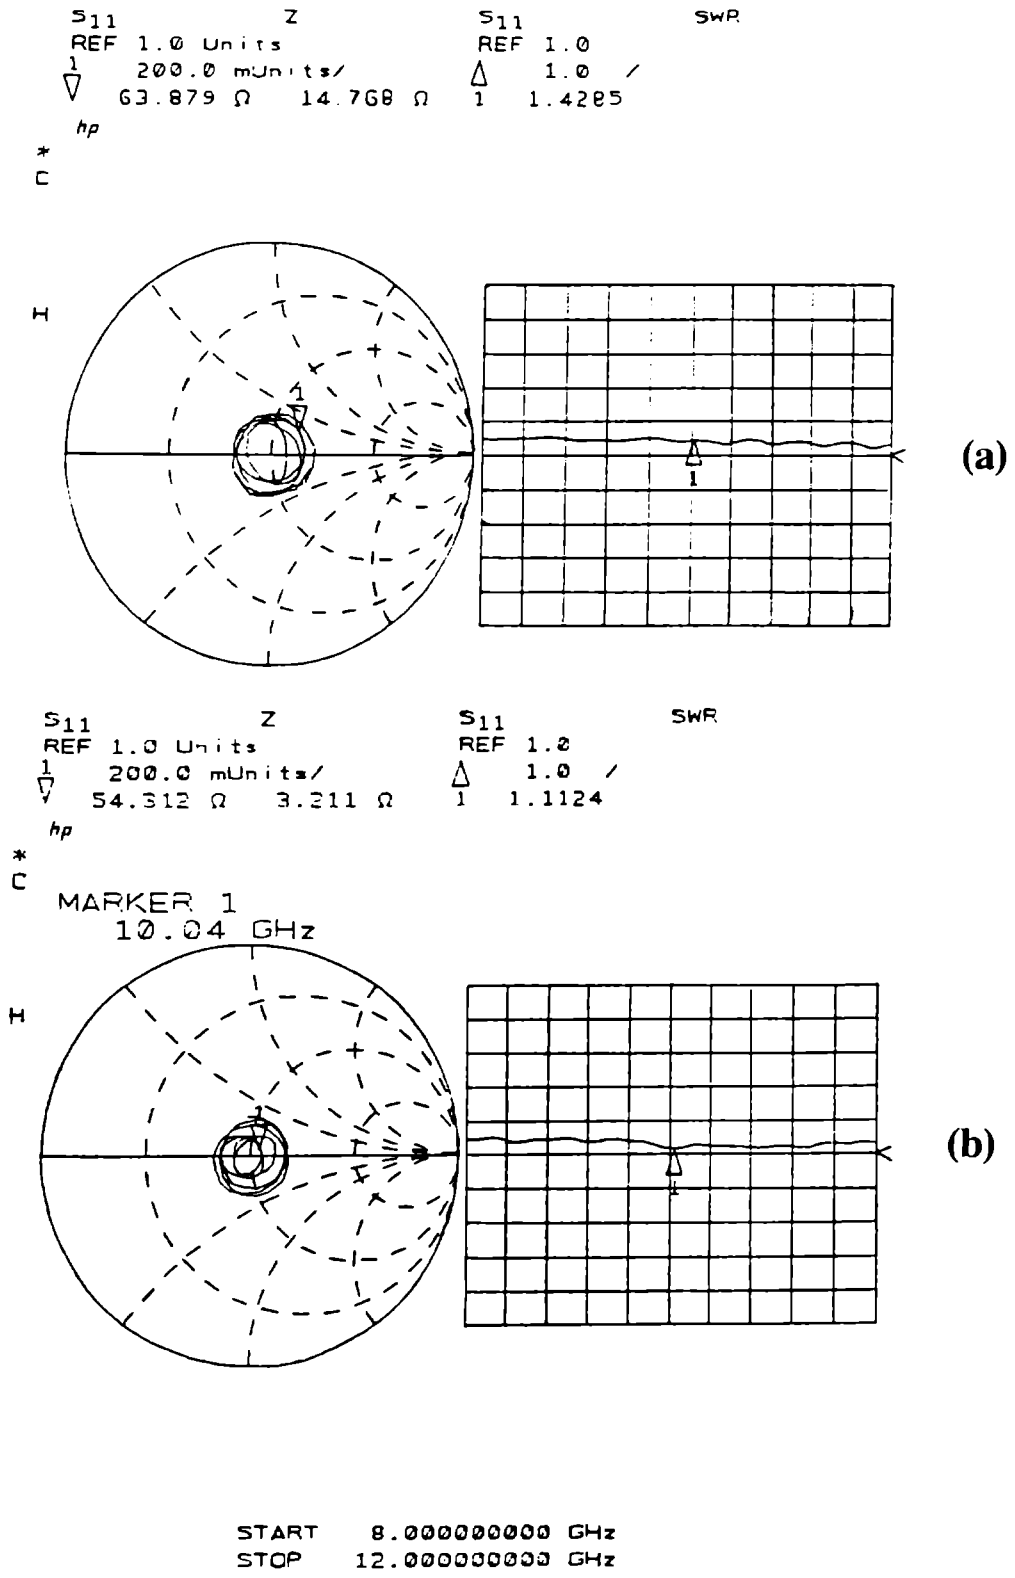 S11 Z S11 SWR
REF 1.0 Units REF 1.0
1 200.0 mUnits/ 1.0 /
63.879 Ω 14.768 Ω 1 1.4285
hp
*
C
H
1
1
(a)
S11 Z S11 SWR
REF 1.0 Units REF 1.0
1 200.0 mUnits/ 1.0 /
54.312 Ω 3.211 Ω 1 1.1124
hp
*
C
MARKER 1
10.04 GHz
H
1
1
(b)
START 8.000000000 GHz
STOP 12.000000000 GHz